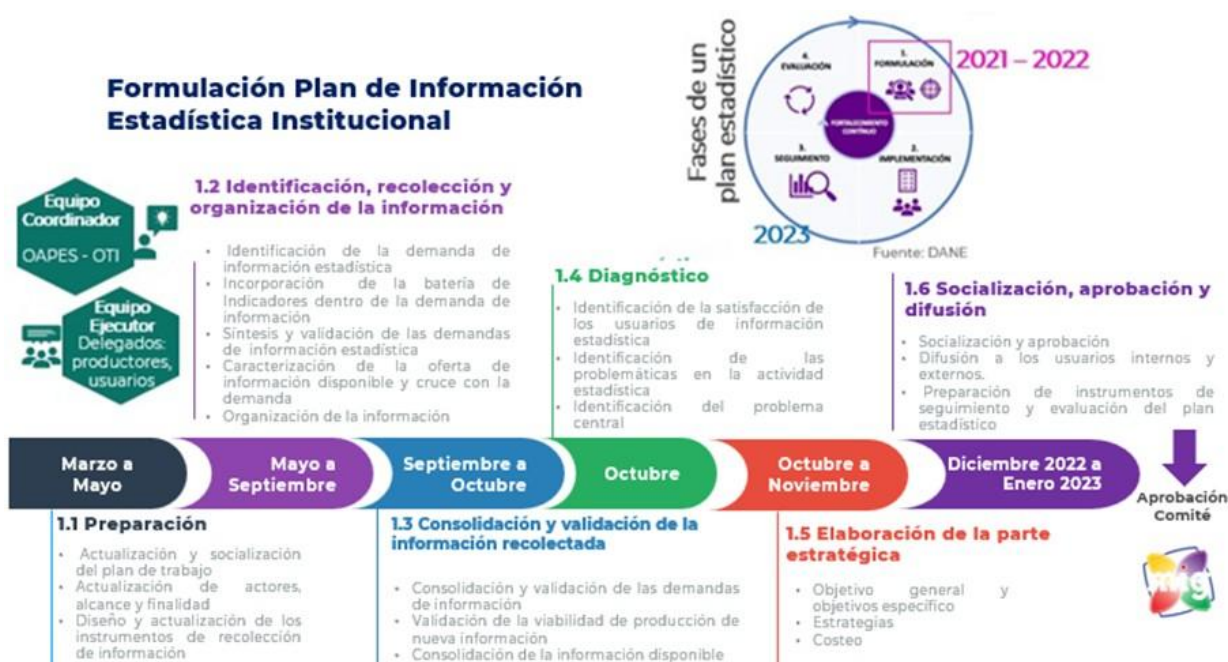 Formulación Plan de Información
Estadística Institucional
Fases de un
plan estadístico
4.
EVALUACIÓN
1.
FORMULACIÓN
FORTALECIMIENTO
CONTÍNUO
3.
SEGUIMIENTO
2.
IMPLEMENTACIÓN
2021 – 2022
2023
Fuente: DANE
Equipo
Coordinador
OAPES - OTI
Equipo
Ejecutor
Delegados:
productores,
usuarios
1.2 Identificación, recolección y
organización de la información
• Identificación de la demanda de
información estadística
• Incorporación de la batería de
Indicadores dentro de la demanda de
información
• Síntesis y validación de las demandas
de información estadística
• Caracterización de la oferta de
información disponible y cruce con la
demanda
• Organización de la información
1.4 Diagnóstico
• Identificación de la satisfacción de
los usuarios de información
estadística
• Identificación de las
problemáticas en la actividad
estadística
• Identificación del problema
central
1.6 Socialización, aprobación y
difusión
• Socialización y aprobación
• Difusión a los usuarios internos y
externos.
• Preparación de instrumentos de
seguimiento y evaluación del plan
estadístico
Marzo a
Mayo
Mayo a
Septiembre
Septiembre a
Octubre
Octubre
Octubre a
Noviembre
Diciembre 2022 a
Enero 2023
Aprobación
Comité
mig
1.1 Preparación
• Actualización y socialización
del plan de trabajo
• Actualización de actores,
alcance y finalidad
• Diseño y actualización de los
instrumentos de recolección
de información
1.3 Consolidación y validación de la
información recolectada
• Consolidación y validación de las demandas
de información
• Validación de la viabilidad de producción de
nueva información
• Consolidación de la información disponible
1.5 Elaboración de la parte
estratégica
• Objetivo general y
objetivos específico
• Estrategias
• Costeo